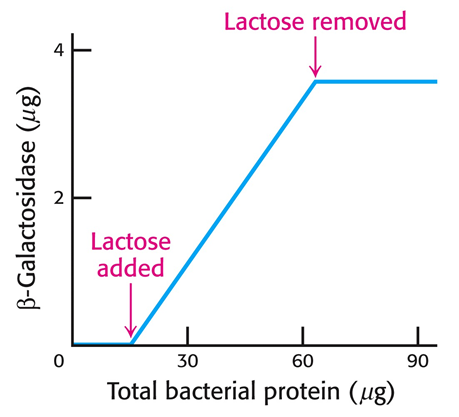 Lactose removed
4
β-Galactosidase (μg)
2
Lactose
added
0
30
60
90
Total bacterial protein (μg)